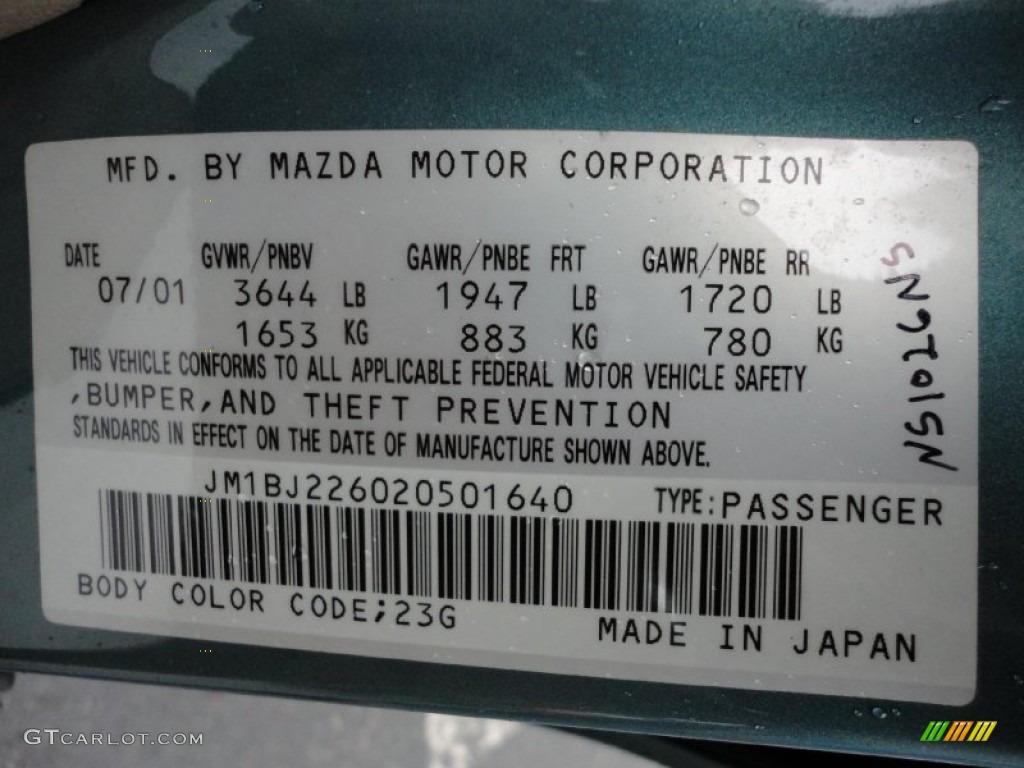 MFD. BY MAZDA MOTOR CORPORATION
DATE GVWR/PNBV GAWR/PNBE FRT GAWR/PNBE RR
07/01 3644 LB 1947 LB 1720 LB
1653 KG 883 KG 780 KG
THIS VEHICLE CONFORMS TO ALL APPLICABLE FEDERAL MOTOR VEHICLE SAFETY
,BUMPER,AND THEFT PREVENTION
STANDARDS IN EFFECT ON THE DATE OF MANUFACTURE SHOWN ABOVE.
JM1BJ226020501640 TYPE:PASSENGER
BODY COLOR CODE;23G
MADE IN JAPAN
GTCARLOT.COM